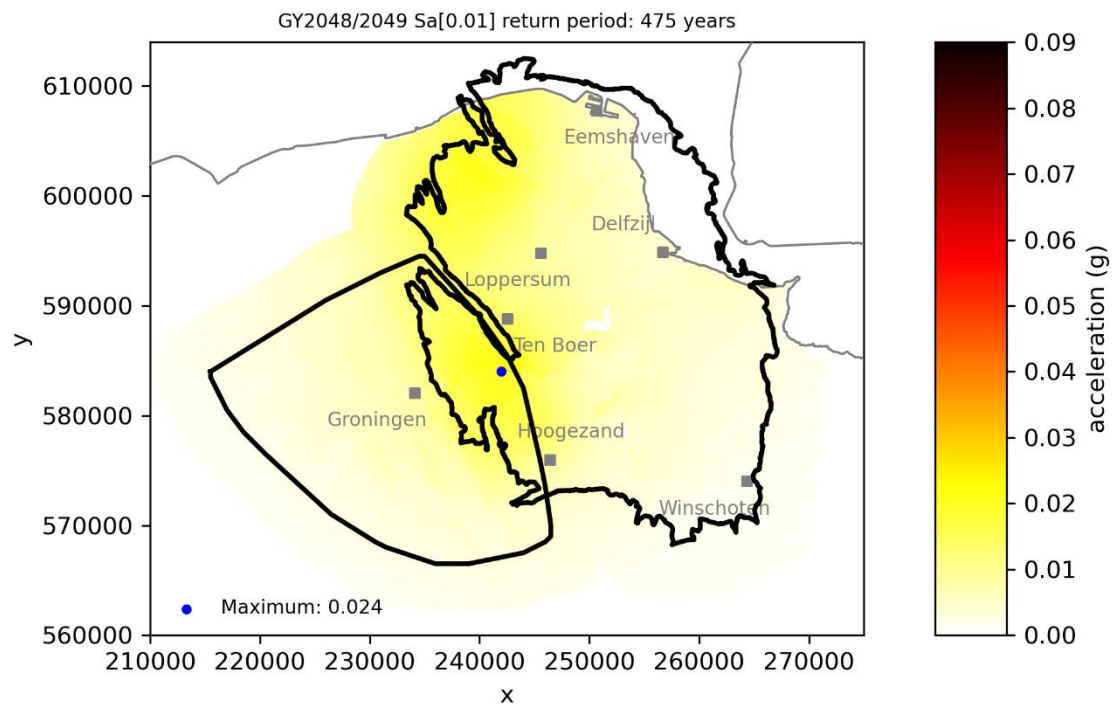 GY2048/2049 Sa[0.01] return period: 475 years
610000
600000
590000
580000
570000
560000
y
210000 220000 230000 240000 250000 260000 270000
x
Eemshaven
Delfzijl
Loppersum
Ten Boer
Groningen
Hoogezand
Winschoten
Maximum: 0.024
0.09
0.08
0.07
0.06
0.05
0.04
0.03
0.02
0.01
0.00
acceleration (g)